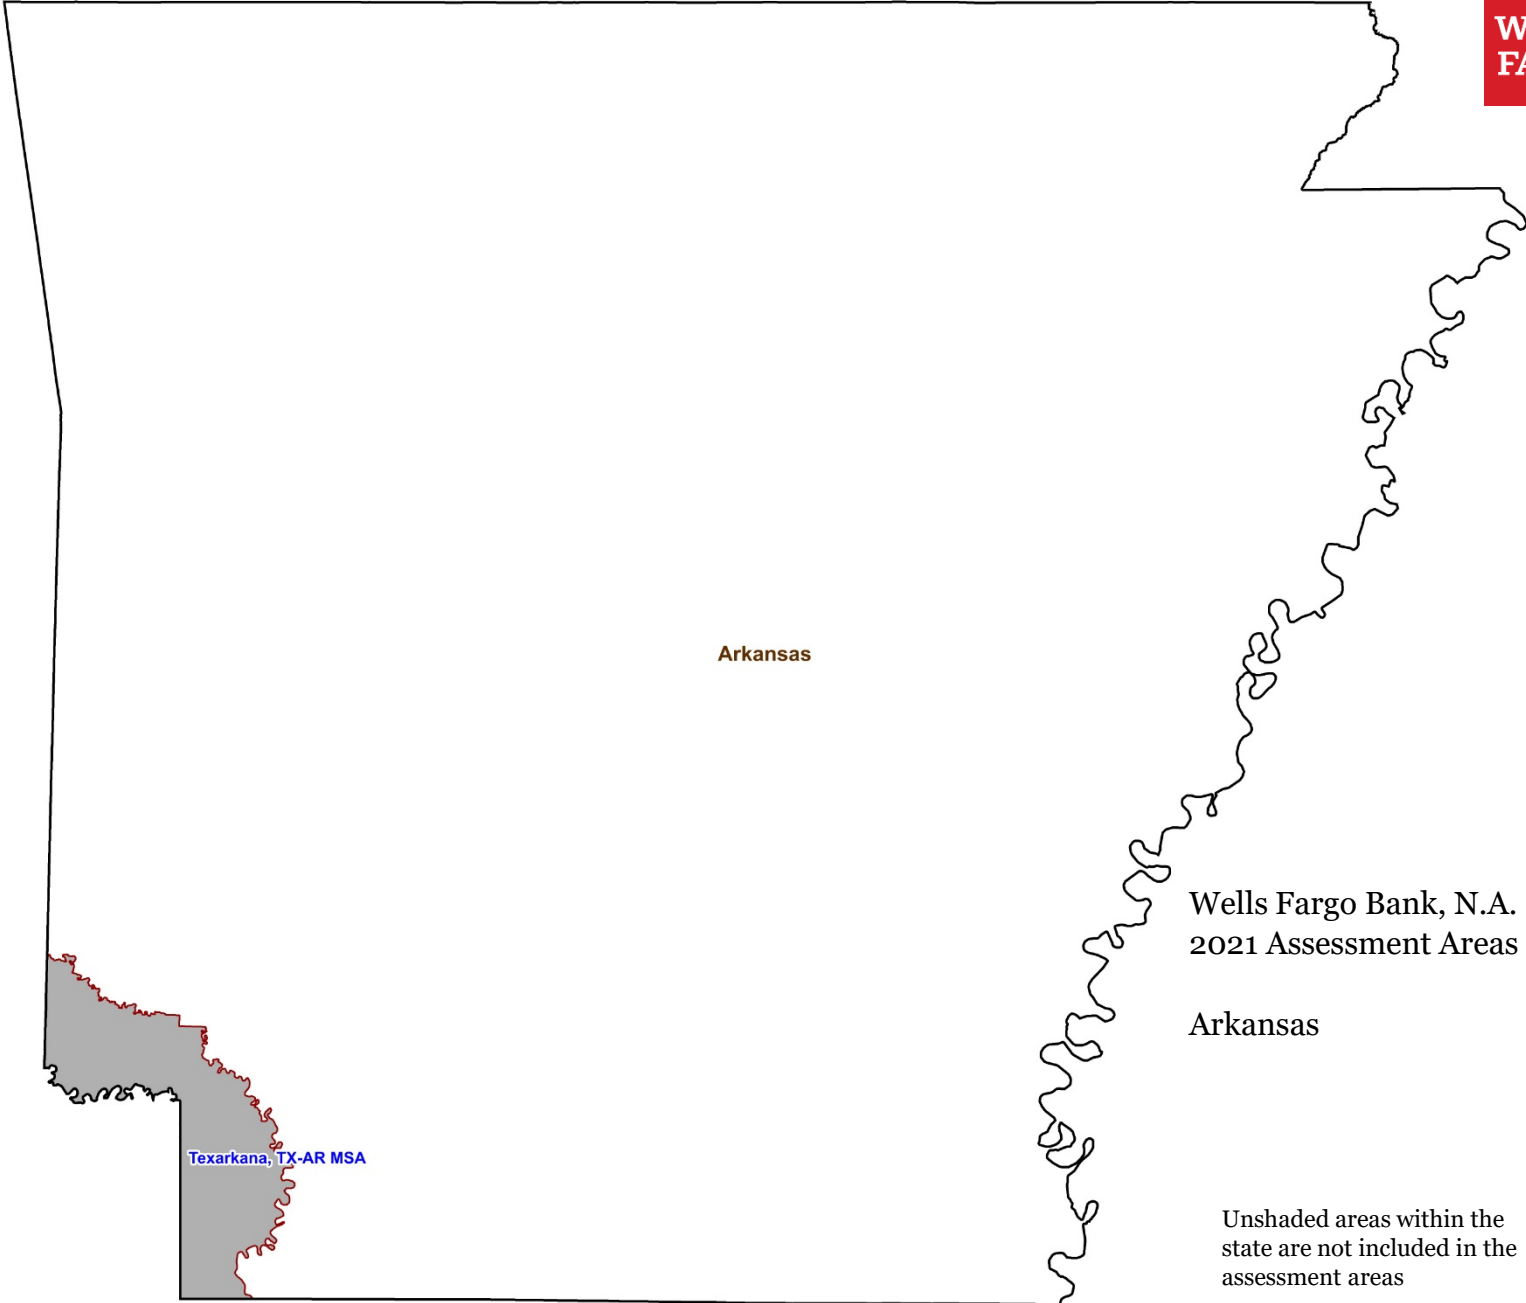 W
FA
Arkansas
Wells Fargo Bank, N.A.
2021 Assessment Areas
Arkansas
Texarkana, TX-AR MSA
Unshaded areas within the
state are not included in the
assessment areas